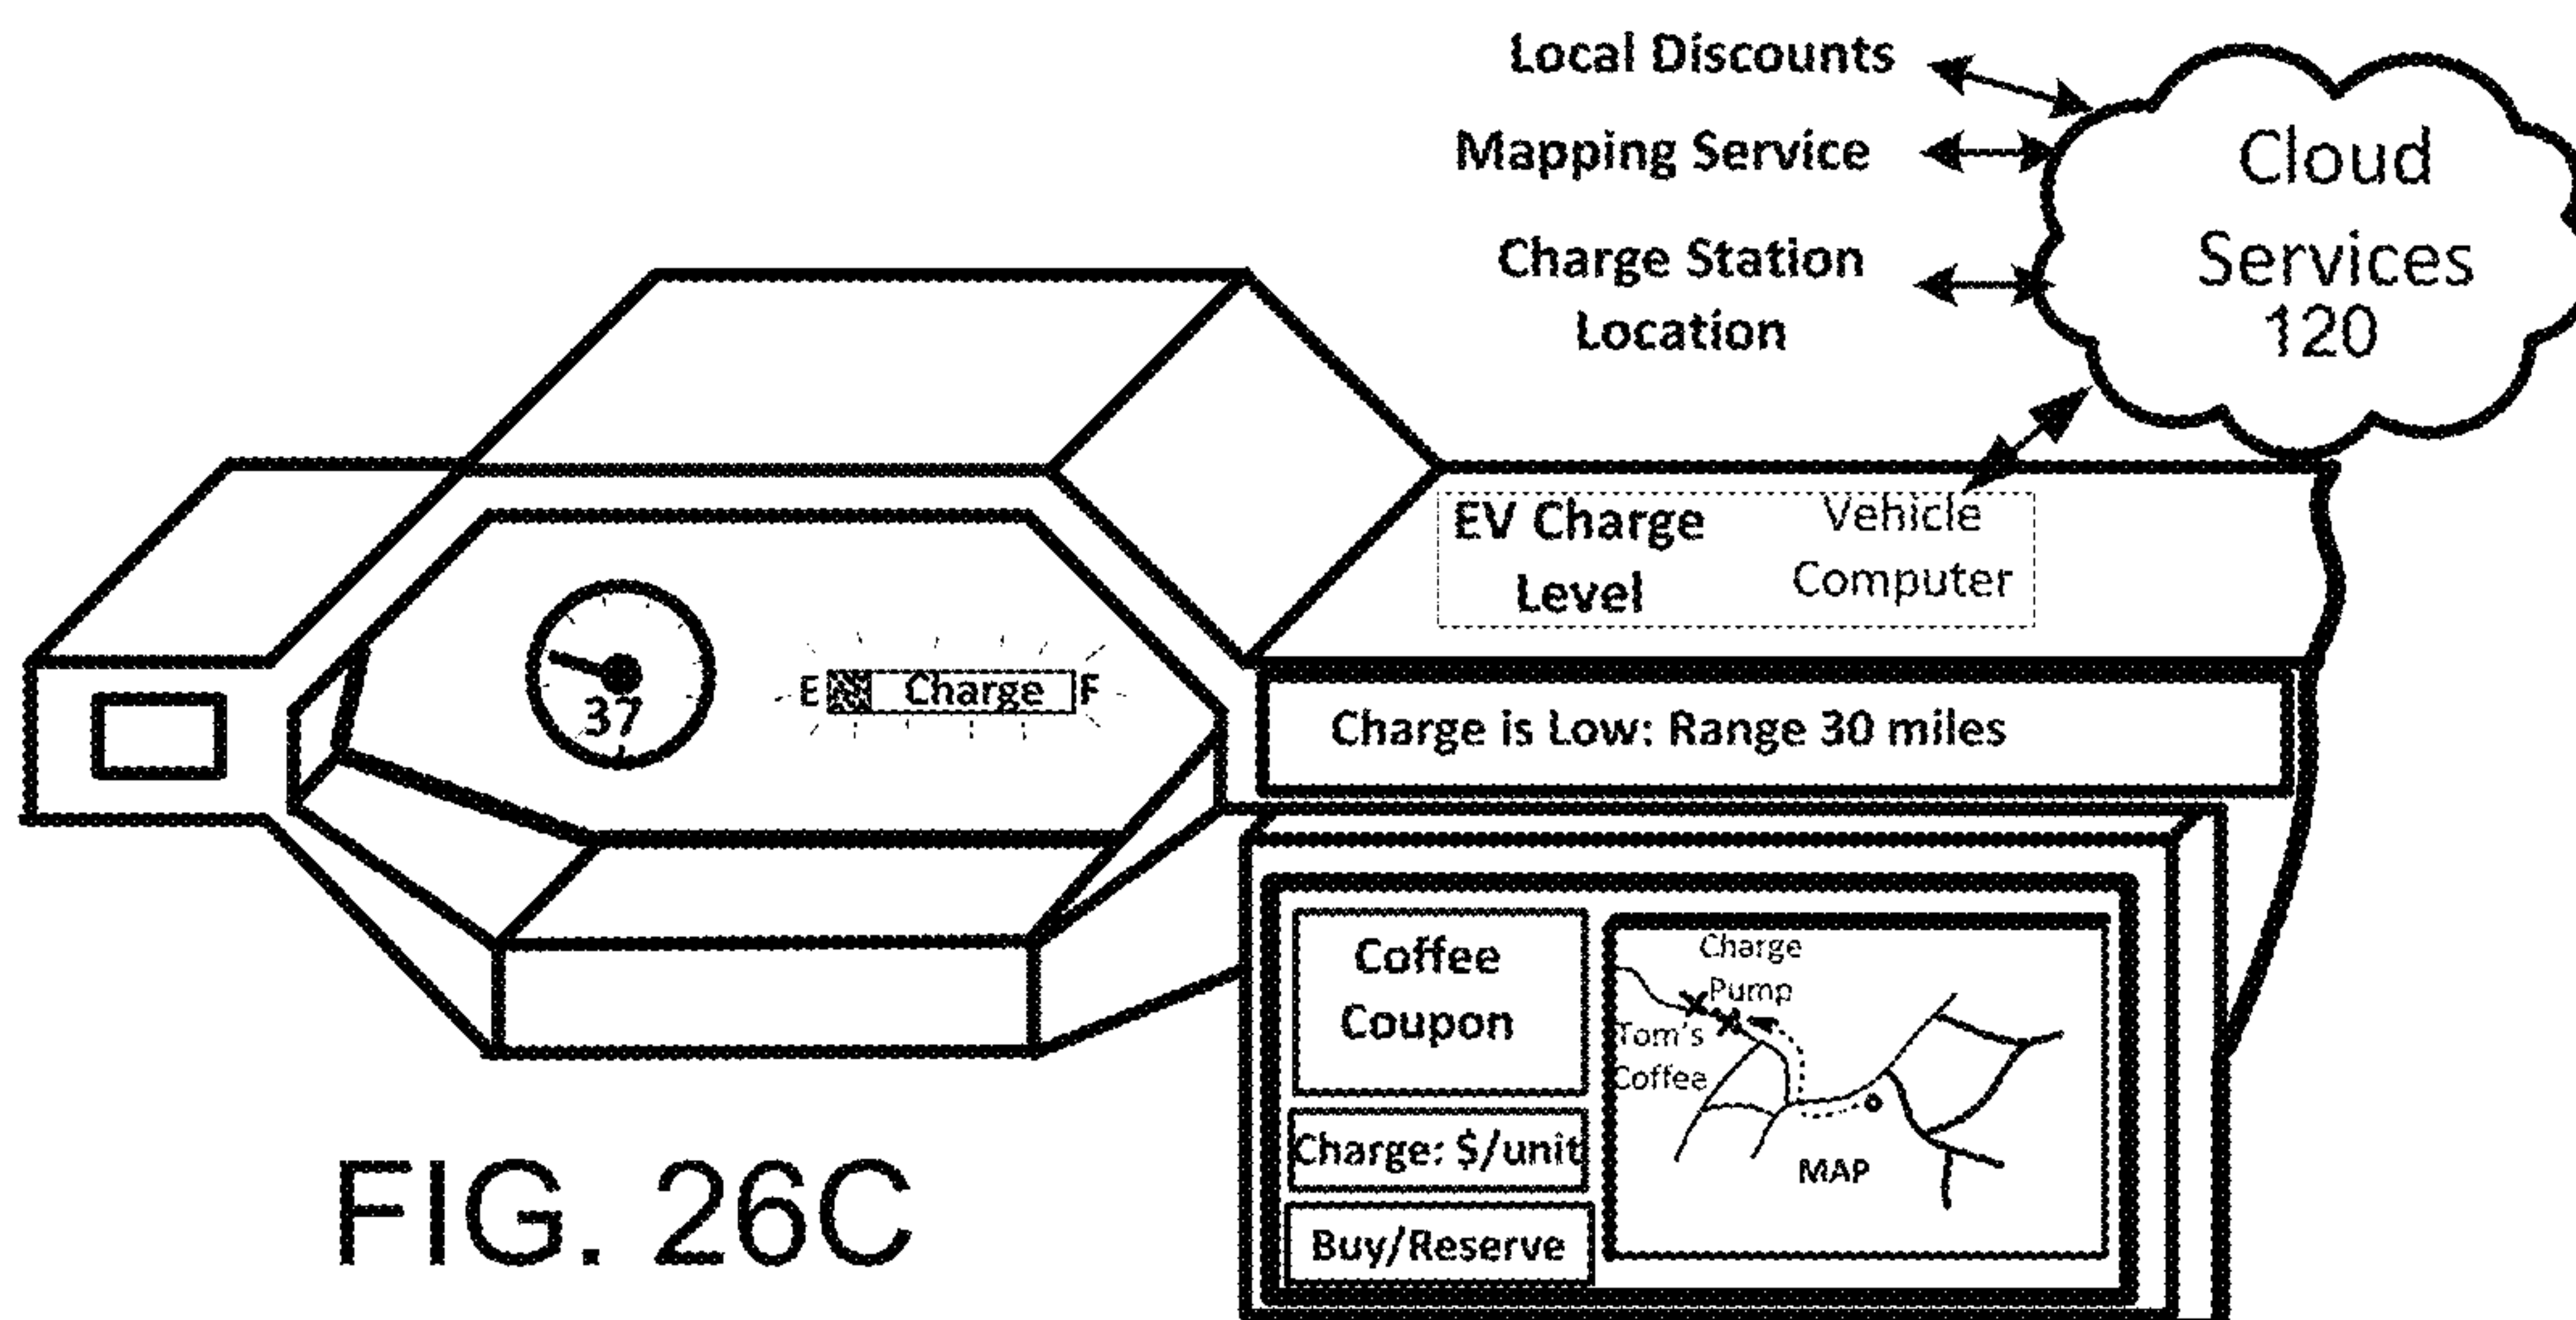 Local Discounts
Mapping Service
Charge Station
Location
Cloud
Services
120
EV Charge
Level
Vehicle
Computer
37
E Charge F
Charge is Low: Range 30 miles
Coffee
Coupon
Charge: $/unit
Buy/Reserve
Charge
Pump
Tom's
Coffee
MAP
FIG. 26C